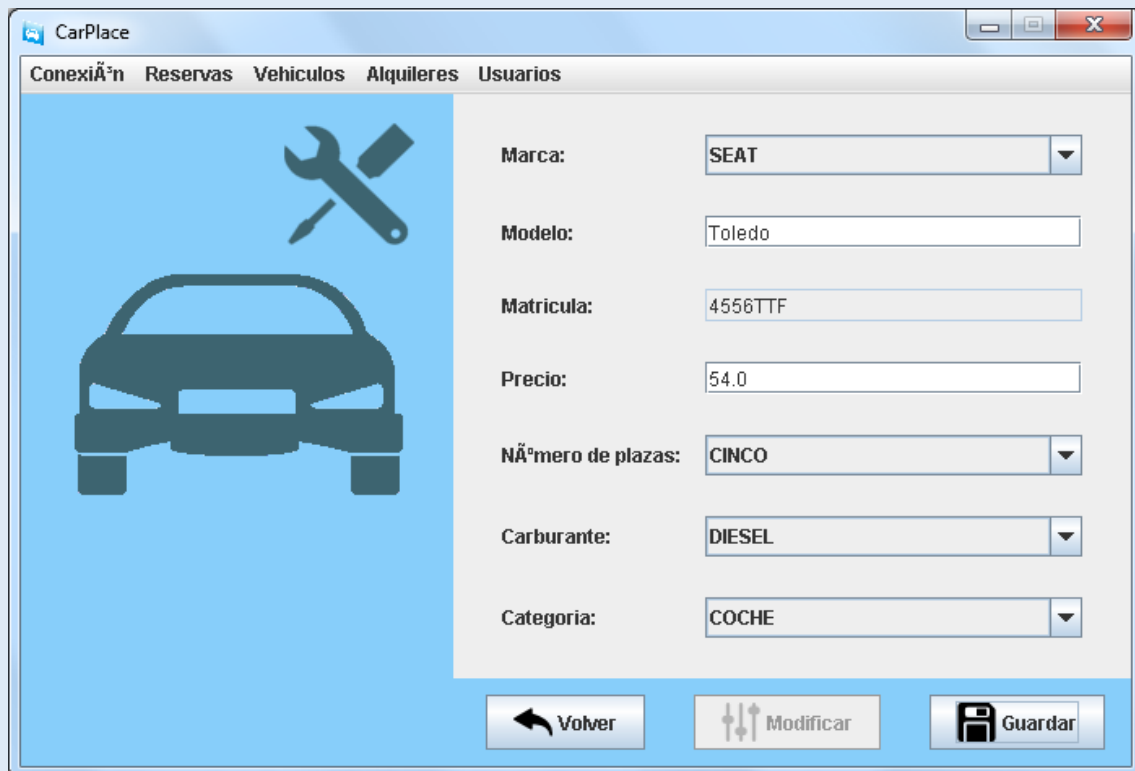 CarPlace
ConexiÃ³n Reservas Vehiculos Alquileres Usuarios
Marca: SEAT
Modelo: Toledo
Matricula: 4556TTF
Precio: 54.0
NÃºmero de plazas: CINCO
Carburante: DIESEL
Categoria: COCHE
Volver Modificar Guardar